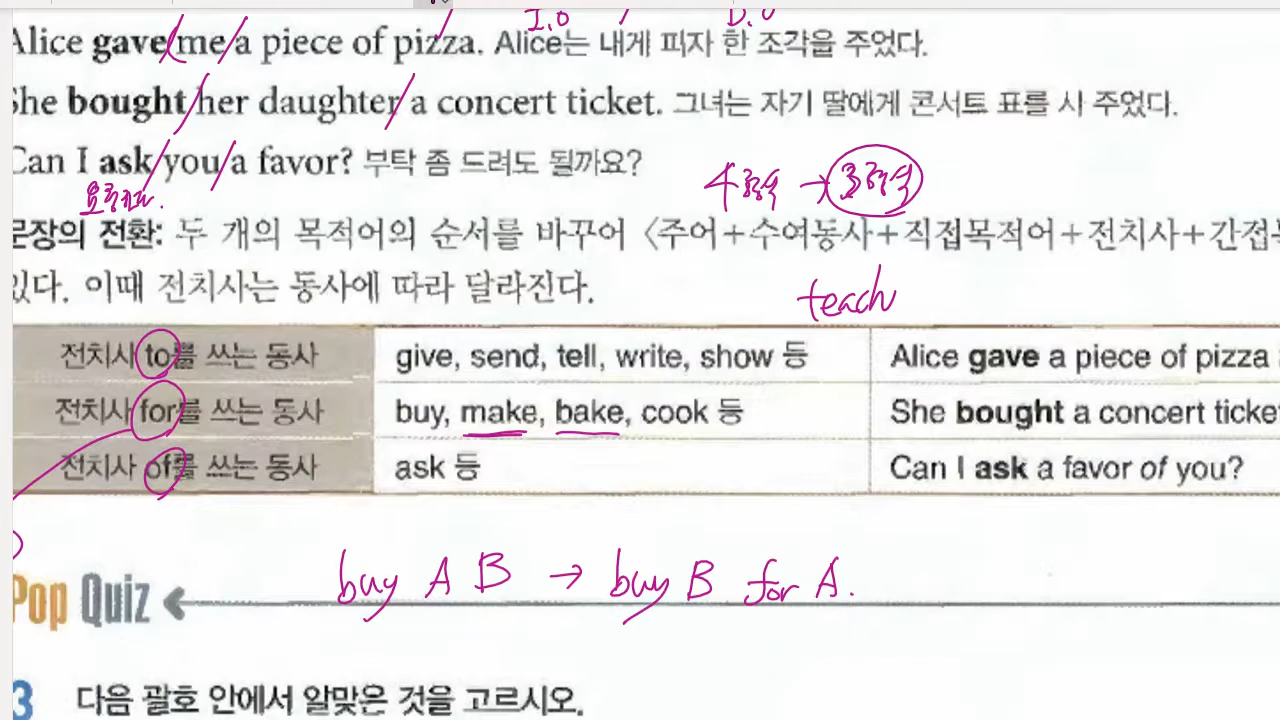 I.O D.O
Alice gave me a piece of pizza. Alice는 내게 피자 한 조각을 주었다.
She bought her daughter a concert ticket. 그녀는 자기 딸에게 콘서트 표를 사 주었다.
Can I ask you a favor? 부탁 좀 드려도 될까요?
4형식 → 3형식
문장의 전환: 두 개의 목적어의 순서를 바꾸어 〈주어+수여동사+직접목적어+전치사+간접
있다. 이때 전치사는 동사에 따라 달라진다.
teach
전치사 to를 쓰는 동사 give, send, tell, write, show 등 Alice gave a piece of pizza
전치사 for를 쓰는 동사 buy, make, bake, cook 등 She bought a concert ticke
전치사 of를 쓰는 동사 ask 등 Can I ask a favor of you?
buy A B → buy B for A.
Pop Quiz
3 다음 괄호 안에서 알맞은 것을 고르시오.